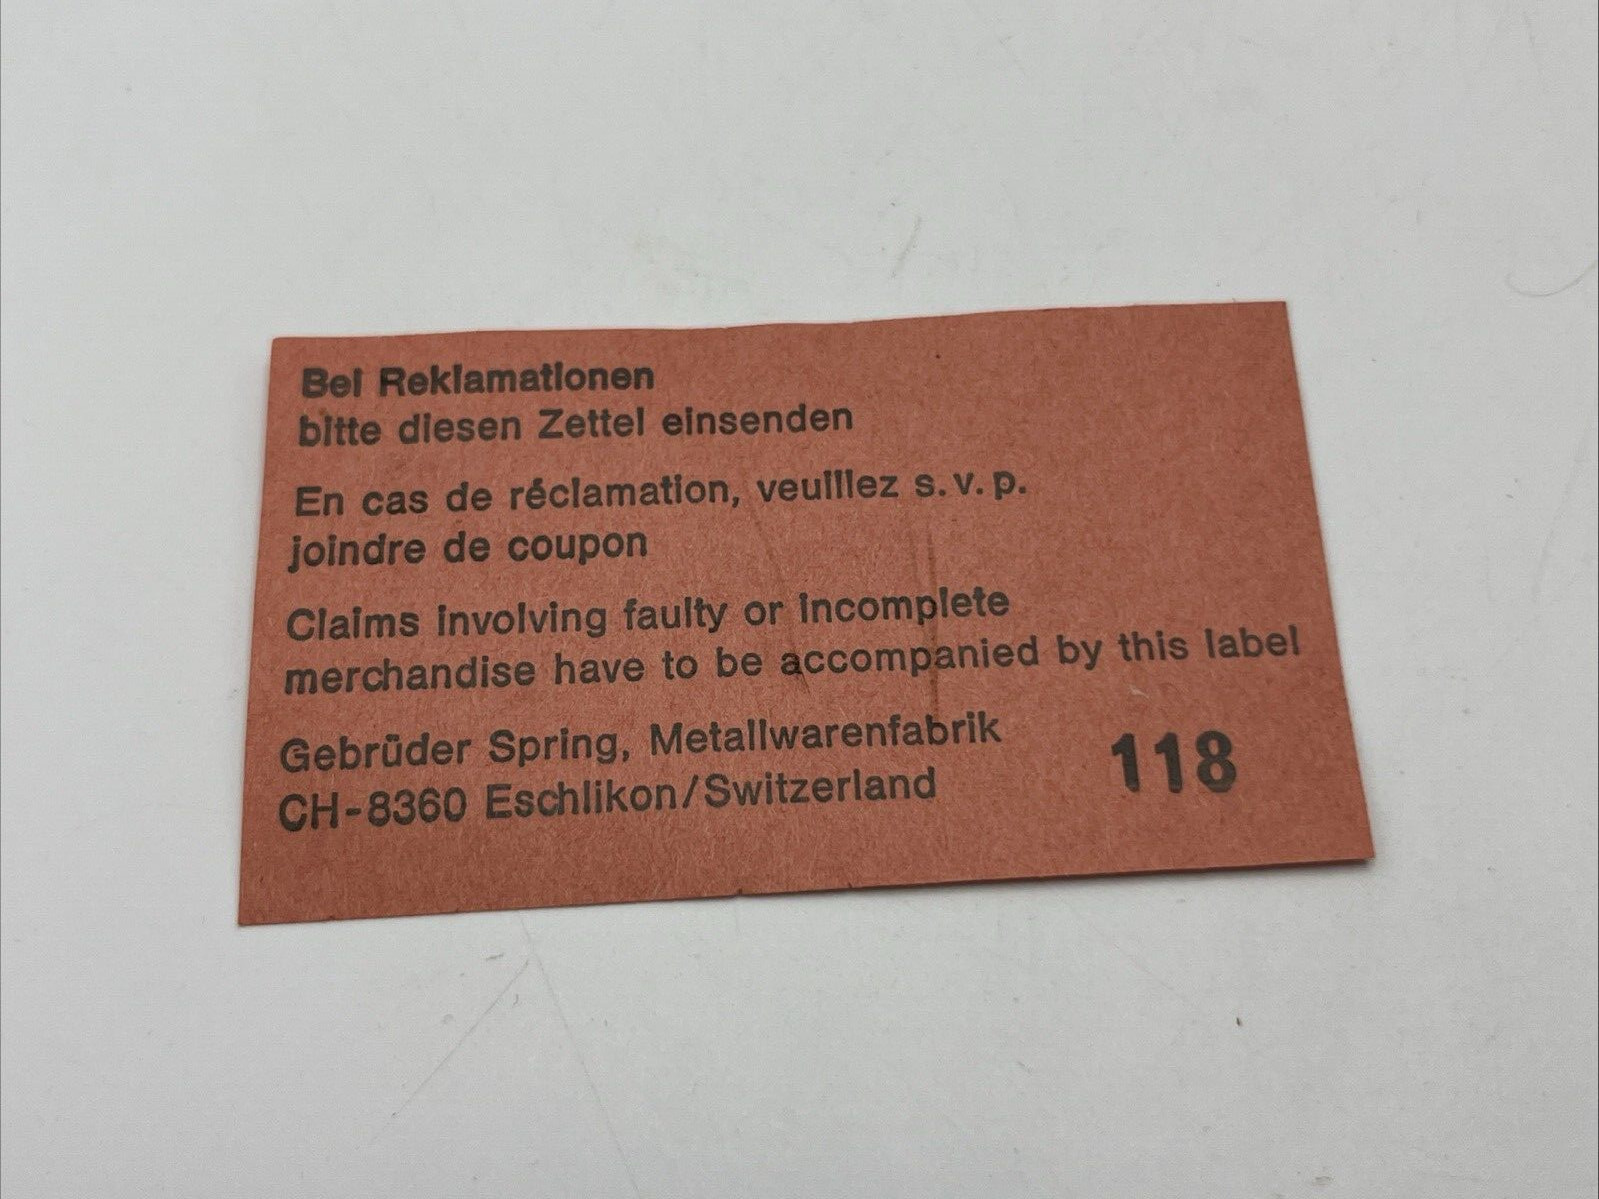 Bei Reklamationen
bitte diesen Zettel einsenden
En cas de réclamation, veuillez s.v.p.
joindre de coupon
Claims involving faulty or incomplete
merchandise have to be accompanied by this label
Gebrüder Spring, Metallwarenfabrik
CH-8360 Eschlikon/Switzerland
118